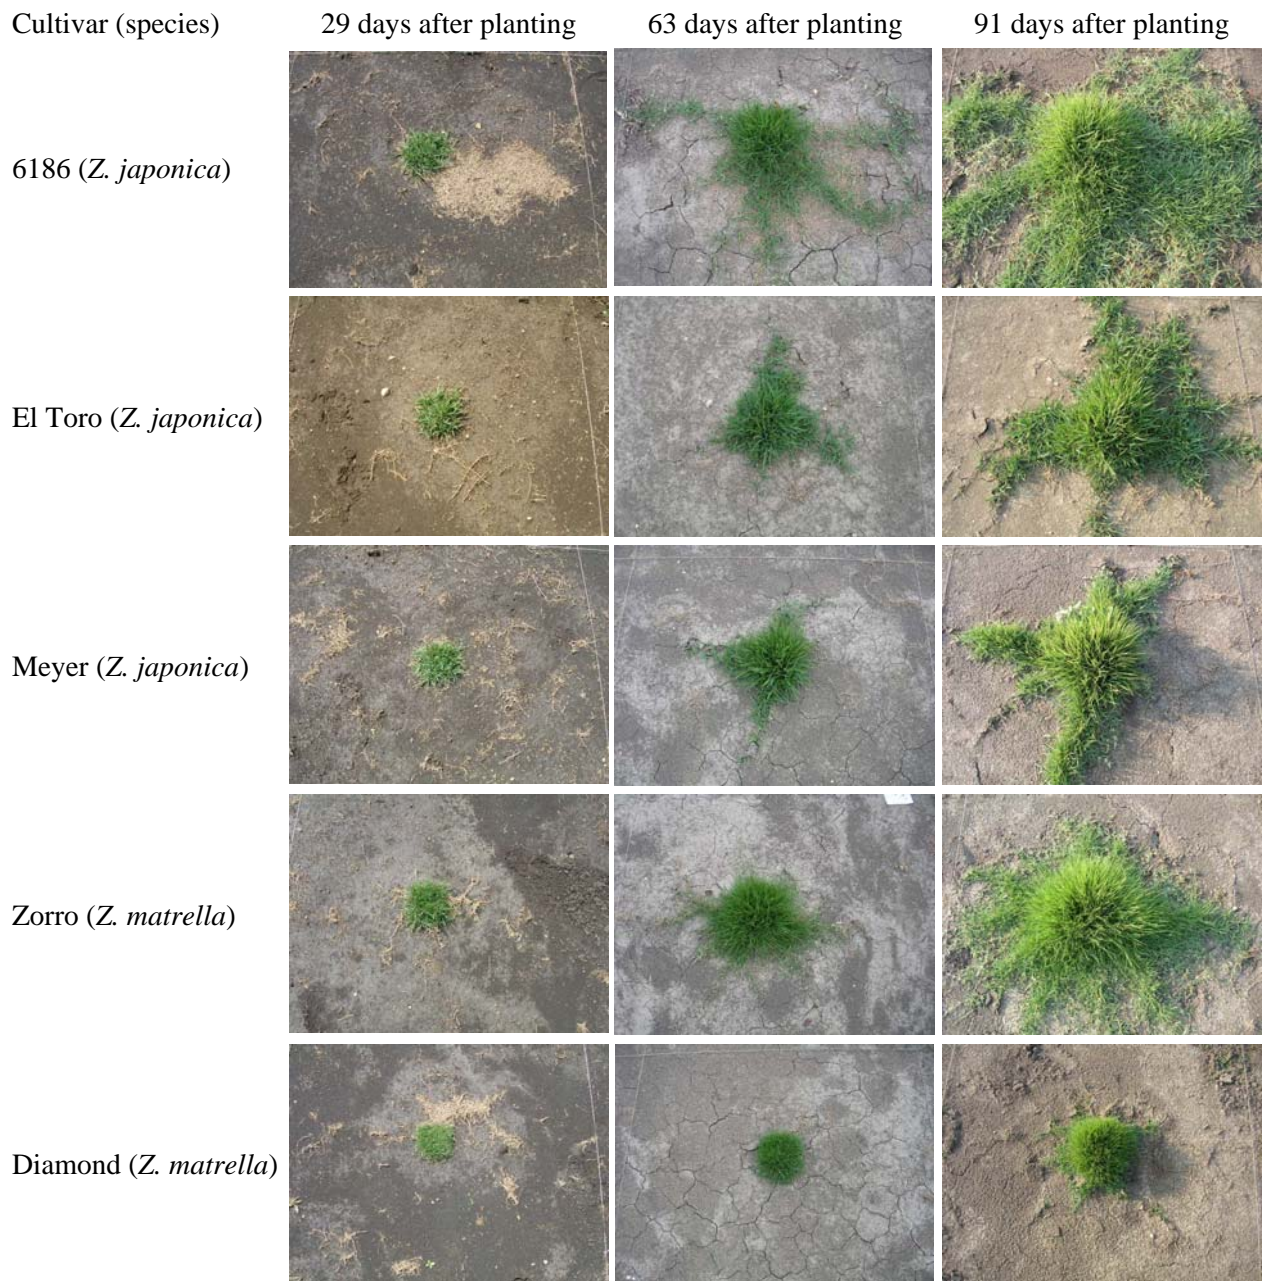 Cultivar (species) 29 days after planting 63 days after planting 91 days after planting
6186 (Z. japonica)
El Toro (Z. japonica)
Meyer (Z. japonica)
Zorro (Z. matrella)
Diamond (Z. matrella)